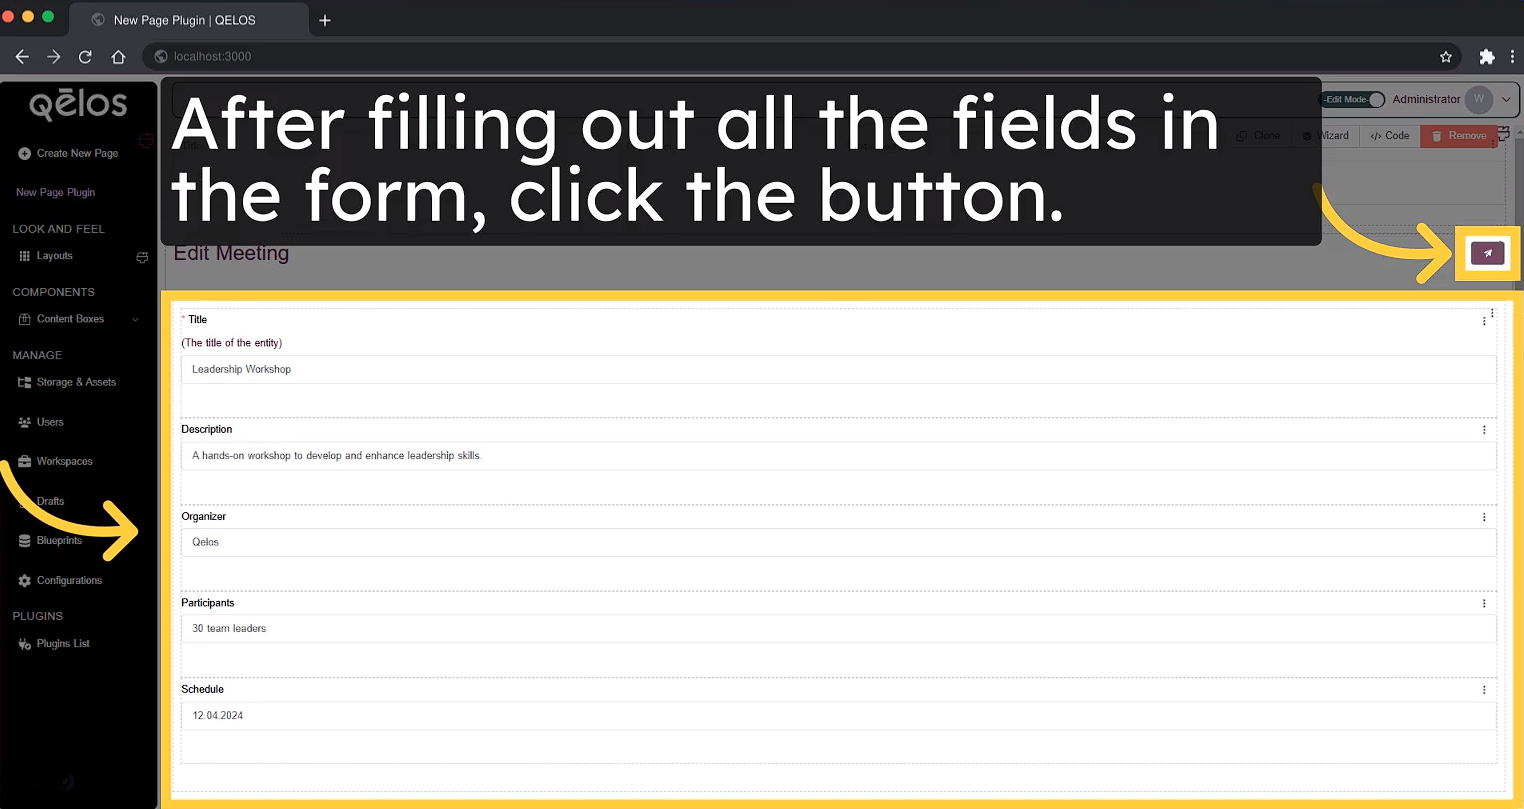 New Page Plugin | QELOS
localhost:3000
qēlos
After filling out all the fields in
the form, click the button.
-Edit Mode-
Administrator
W
Clone
Wizard
</> Code
Remove
Create New Page
New Page Plugin
LOOK AND FEEL
Layouts
COMPONENTS
Content Boxes
MANAGE
Storage & Assets
Users
Workspaces
Drafts
Blueprints
Configurations
PLUGINS
Plugins List
Edit Meeting
* Title
(The title of the entity)
Leadership Workshop
Description
A hands-on workshop to develop and enhance leadership skills.
Organizer
Qelos
Participants
30 team leaders
Schedule
12.04.2024